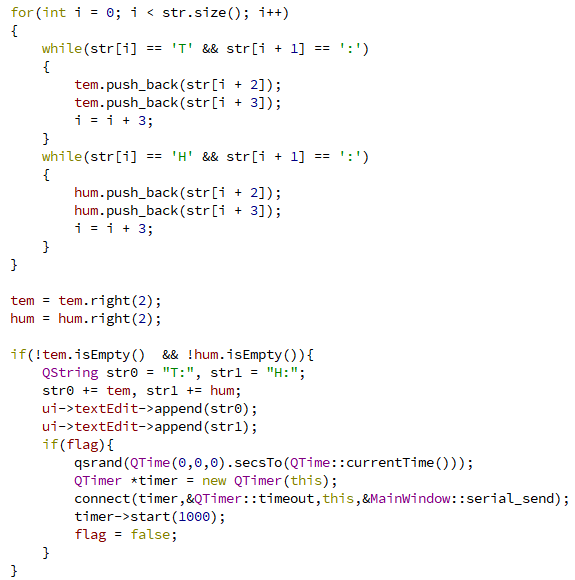 for(int i = 0; i < str.size(); i++)
{
    while(str[i] == 'T' && str[i + 1] == ':')
    {
        tem.push_back(str[i + 2]);
        tem.push_back(str[i + 3]);
        i = i + 3;
    }
    while(str[i] == 'H' && str[i + 1] == ':')
    {
        hum.push_back(str[i + 2]);
        hum.push_back(str[i + 3]);
        i = i + 3;
    }
}

tem = tem.right(2);
hum = hum.right(2);

if(!tem.isEmpty()  && !hum.isEmpty()){
    QString str0 = "T:", str1 = "H:";
    str0 += tem, str1 += hum;
    ui->textEdit->append(str0);
    ui->textEdit->append(str1);
    if(flag){
        qsrand(QTime(0,0,0).secsTo(QTime::currentTime()));
        QTimer *timer = new QTimer(this);
        connect(timer,&QTimer::timeout,this,&MainWindow::serial_send);
        timer->start(1000);
        flag = false;
    }
}